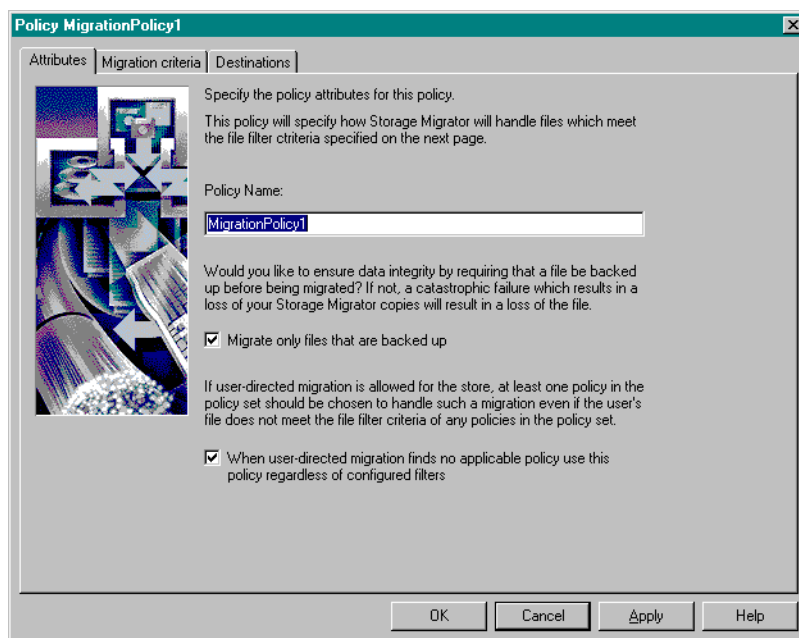 Policy MigrationPolicy1
Attributes
Migration criteria
Destinations
Specify the policy attributes for this policy.
This policy will specify how Storage Migrator will handle files which meet
the file filter ctriteria specified on the next page.
Policy Name:
MigrationPolicy1
Would you like to ensure data integrity by requiring that a file be backed
up before being migrated? If not, a catastrophic failure which results in a
loss of your Storage Migrator copies will result in a loss of the file.
Migrate only files that are backed up
If user-directed migration is allowed for the store, at least one policy in the
policy set should be chosen to handle such a migration even if the user's
file does not meet the file filter criteria of any policies in the policy set.
When user-directed migration finds no applicable policy use this
policy regardless of configured filters
OK
Cancel
Apply
Help